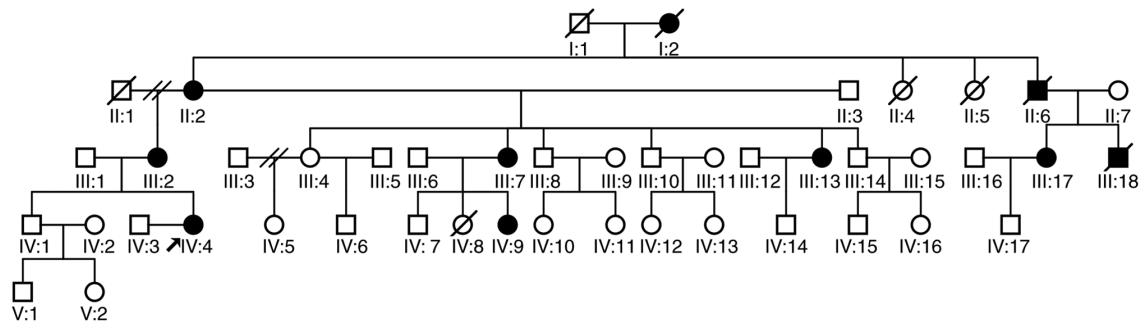 I:1 I:2
II:1 II:2 II:3 II:4 II:5 II:6 II:7
III:1 III:2 III:3 III:4 III:5 III:6 III:7 III:8 III:9 III:10 III:11 III:12 III:13 III:14 III:15 III:16 III:17 III:18
IV:1 IV:2 IV:3 IV:4 IV:5 IV:6 IV: 7 IV:8 IV:9 IV:10 IV:11 IV:12 IV:13 IV:14 IV:15 IV:16 IV:17
V:1 V:2